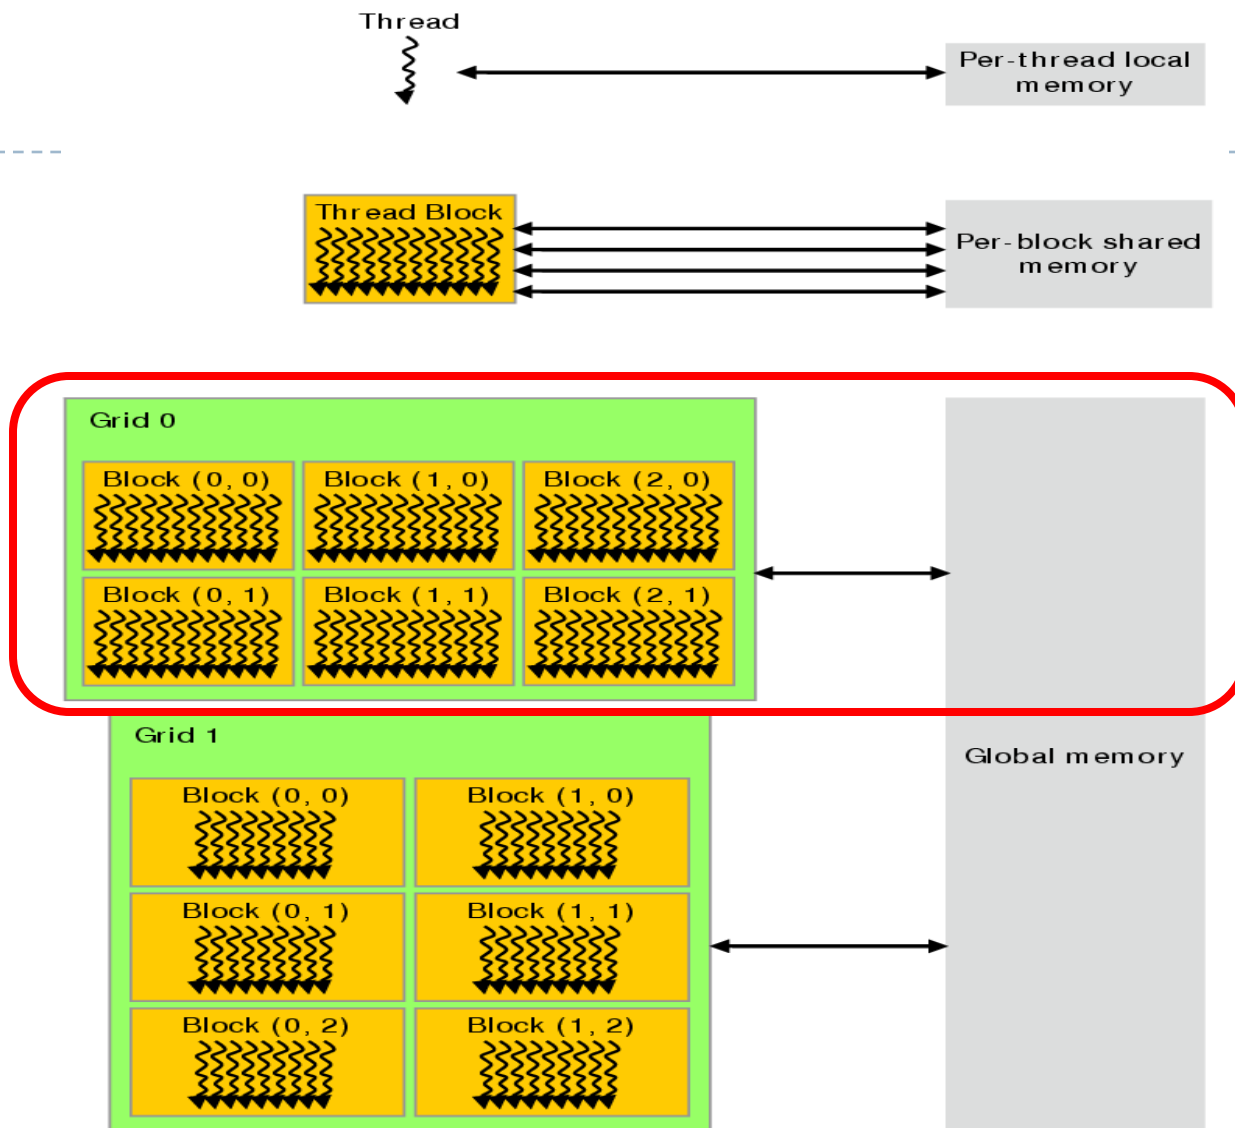 Thread
Per-thread local
memory
Thread Block
Per-block shared
memory
Grid 0
Block (0, 0)
Block (1, 0)
Block (2, 0)
Block (0, 1)
Block (1, 1)
Block (2, 1)
Grid 1
Global memory
Block (0, 0)
Block (1, 0)
Block (0, 1)
Block (1, 1)
Block (0, 2)
Block (1, 2)